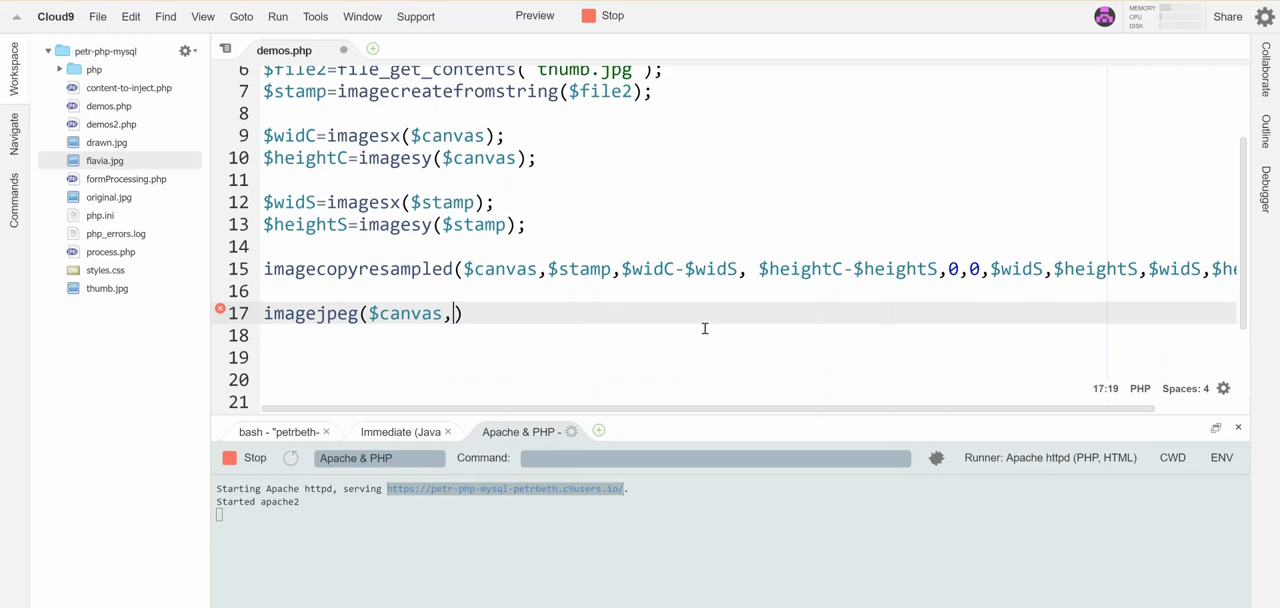 Cloud9 File Edit Find View Goto Run Tools Window Support Preview Stop MEMORY CPU DISK Share
Workspace
Navigate
Commands
petr-php-mysql
php
content-to-inject.php
demos.php
demos2.php
drawn.jpg
flavia.jpg
formProcessing.php
original.jpg
php.ini
php_errors.log
process.php
styles.css
thumb.jpg
demos.php
6 $file2=file_get_contents("thumb.jpg");
7 $stamp=imagecreatefromstring($file2);
8
9 $widC=imagesx($canvas);
10 $heightC=imagesy($canvas);
11
12 $widS=imagesx($stamp);
13 $heightS=imagesy($stamp);
14
15 imagecopyresampled($canvas,$stamp,$widC-$widS, $heightC-$heightS,0,0,$widS,$heightS,$widS,$he
16
17 imagejpeg($canvas,)
18
19
20
21
17:19 PHP Spaces: 4
Collaborate
Outline
Debugger
bash - "petrbeth- Immediate (Java Apache & PHP -
Stop Apache & PHP Command: Runner: Apache httpd (PHP, HTML) CWD ENV
Starting Apache httpd, serving https://petr-php-mysql-petrbeth.c9users.io/.
Started apache2